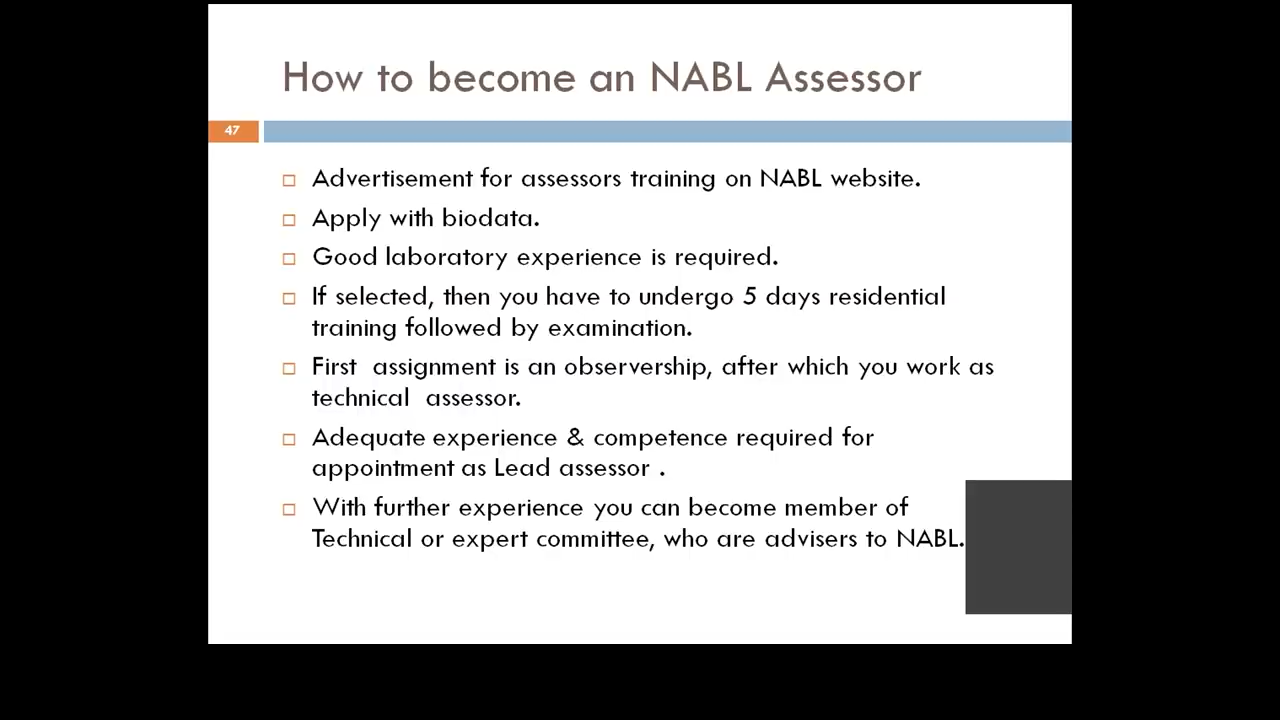 How to become an NABL Assessor
47
Advertisement for assessors training on NABL website.
Apply with biodata.
Good laboratory experience is required.
If selected, then you have to undergo 5 days residential
training followed by examination.
First assignment is an observership, after which you work as
technical assessor.
Adequate experience & competence required for
appointment as Lead assessor .
With further experience you can become member of
Technical or expert committee, who are advisers to NABL.